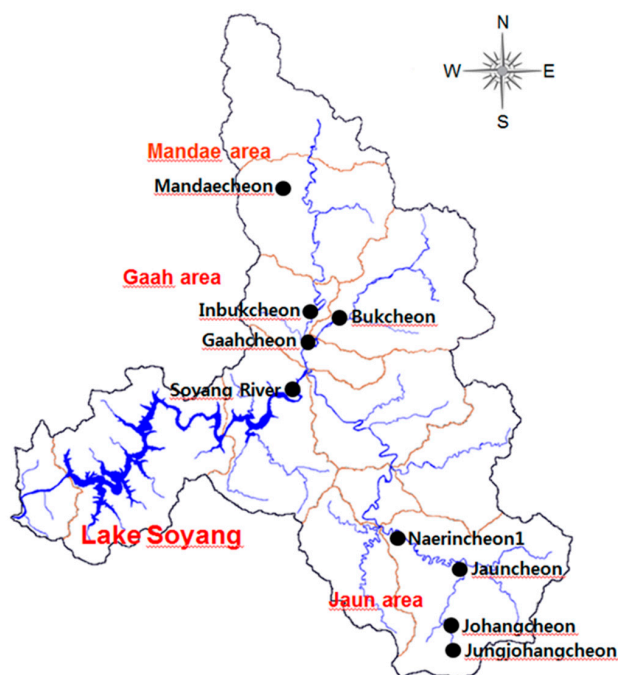 N
W E
S
Mandae area
Mandaecheon
Gaah area
Inbukcheon
Bukcheon
Gaahcheon
Soyang River
Lake Soyang
Naerincheon1
Jauncheon
Jaun area
Johangcheon
Jungjohangcheon